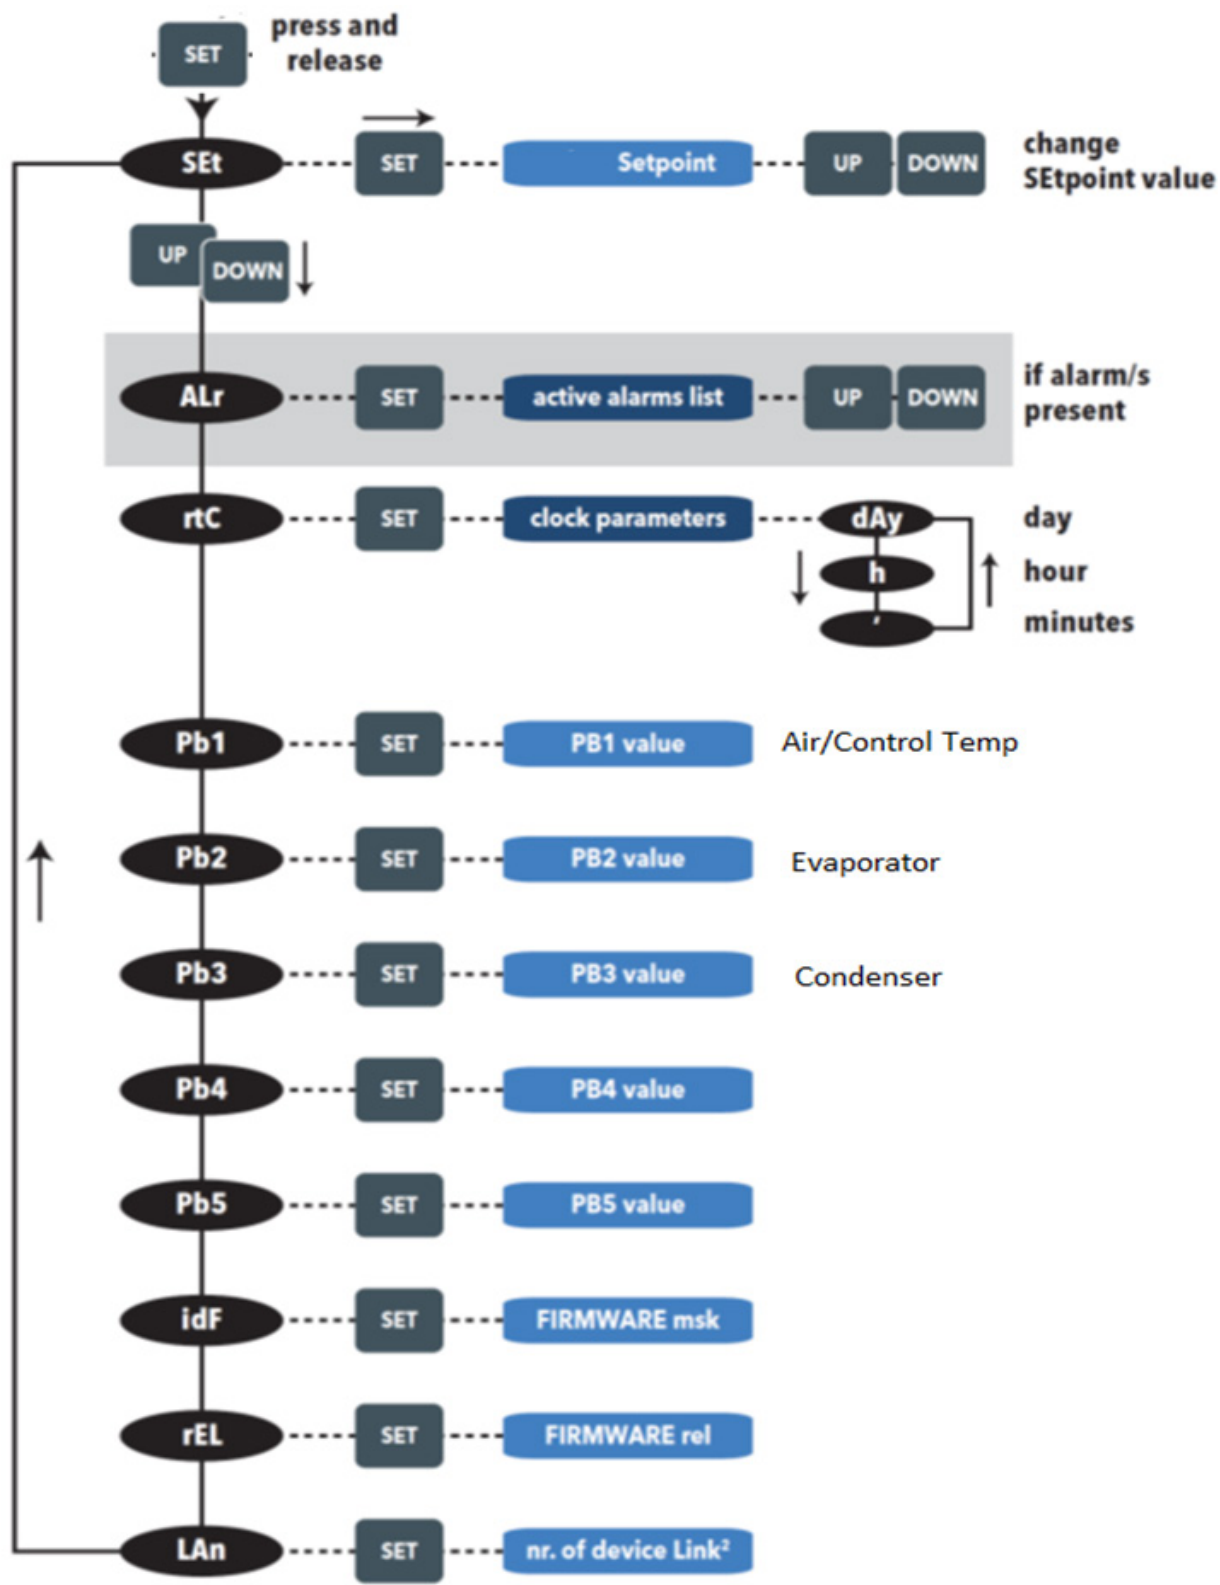 press and
release
SET
SEt
SET
Setpoint
UP
DOWN
change
SEtpoint value
UP
DOWN
ALr
SET
active alarms list
UP
DOWN
if alarm/s
present
rtC
SET
clock parameters
dAy
day
h
hour
'
minutes
Pb1
SET
PB1 value
Air/Control Temp
Pb2
SET
PB2 value
Evaporator
Pb3
SET
PB3 value
Condenser
Pb4
SET
PB4 value
Pb5
SET
PB5 value
idF
SET
FIRMWARE msk
rEL
SET
FIRMWARE rel
LAn
SET
nr. of device Link²